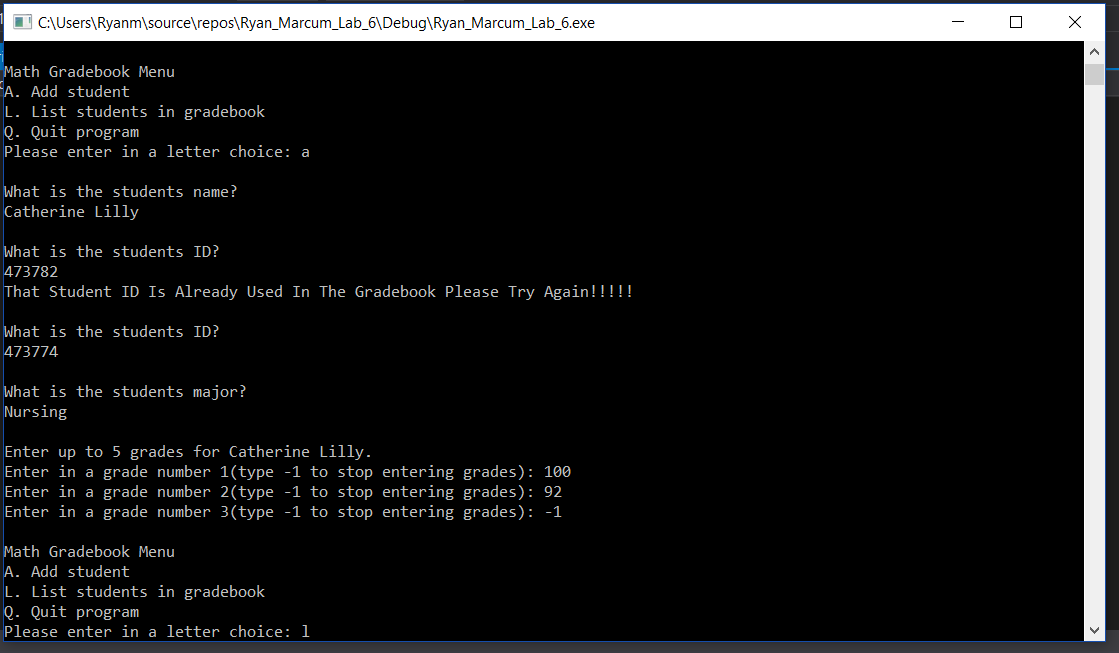 C:\Users\Ryanm\source\repos\Ryan_Marcum_Lab_6\Debug\Ryan_Marcum_Lab_6.exe
Math Gradebook Menu
A. Add student
L. List students in gradebook
Q. Quit program
Please enter in a letter choice: a
What is the students name?
Catherine Lilly
What is the students ID?
473782
That Student ID Is Already Used In The Gradebook Please Try Again!!!!!
What is the students ID?
473774
What is the students major?
Nursing
Enter up to 5 grades for Catherine Lilly.
Enter in a grade number 1(type -1 to stop entering grades): 100
Enter in a grade number 2(type -1 to stop entering grades): 92
Enter in a grade number 3(type -1 to stop entering grades): -1
Math Gradebook Menu
A. Add student
L. List students in gradebook
Q. Quit program
Please enter in a letter choice: l